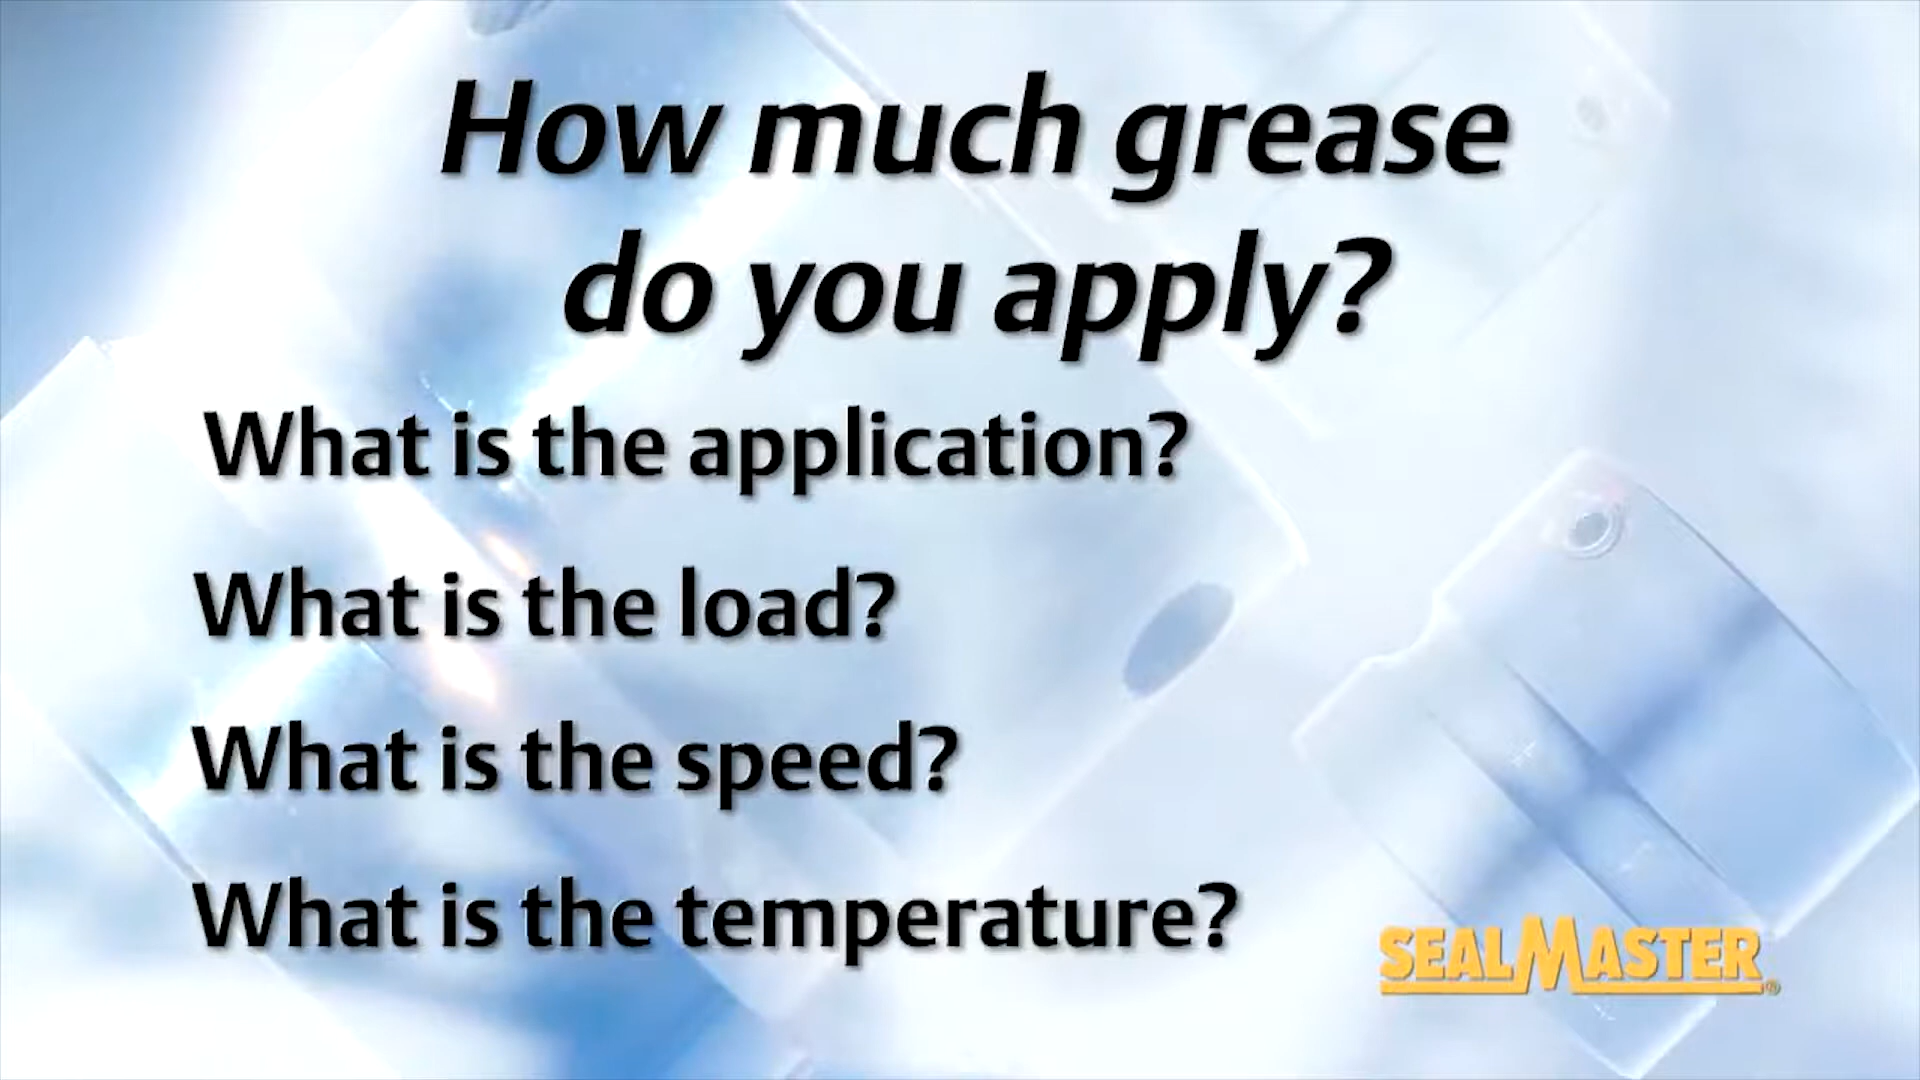 How much grease
do you apply?
What is the application?
What is the load?
What is the speed?
What is the temperature?
SEALMASTER®